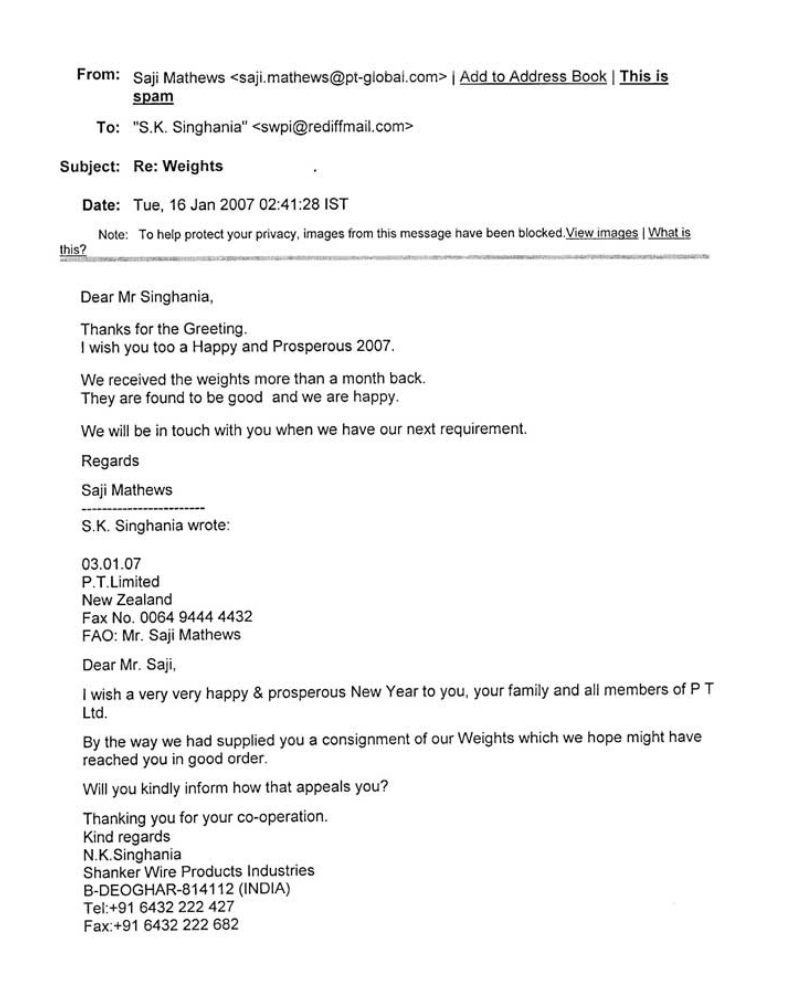 From: Saji Mathews <saji.mathews@pt-global.com> | Add to Address Book | This is
spam
To: "S.K. Singhania" <swpi@rediffmail.com>
Subject: Re: Weights
Date: Tue, 16 Jan 2007 02:41:28 IST
Note: To help protect your privacy, images from this message have been blocked.View images | What is
this?
Dear Mr Singhania,
Thanks for the Greeting.
I wish you too a Happy and Prosperous 2007.
We received the weights more than a month back.
They are found to be good and we are happy.
We will be in touch with you when we have our next requirement.
Regards
Saji Mathews
------------------------
S.K. Singhania wrote:
03.01.07
P.T.Limited
New Zealand
Fax No. 0064 9444 4432
FAO: Mr. Saji Mathews
Dear Mr. Saji,
I wish a very very happy & prosperous New Year to you, your family and all members of P T
Ltd.
By the way we had supplied you a consignment of our Weights which we hope might have
reached you in good order.
Will you kindly inform how that appeals you?
Thanking you for your co-operation.
Kind regards
N.K.Singhania
Shanker Wire Products Industries
B-DEOGHAR-814112 (INDIA)
Tel:+91 6432 222 427
Fax:+91 6432 222 682